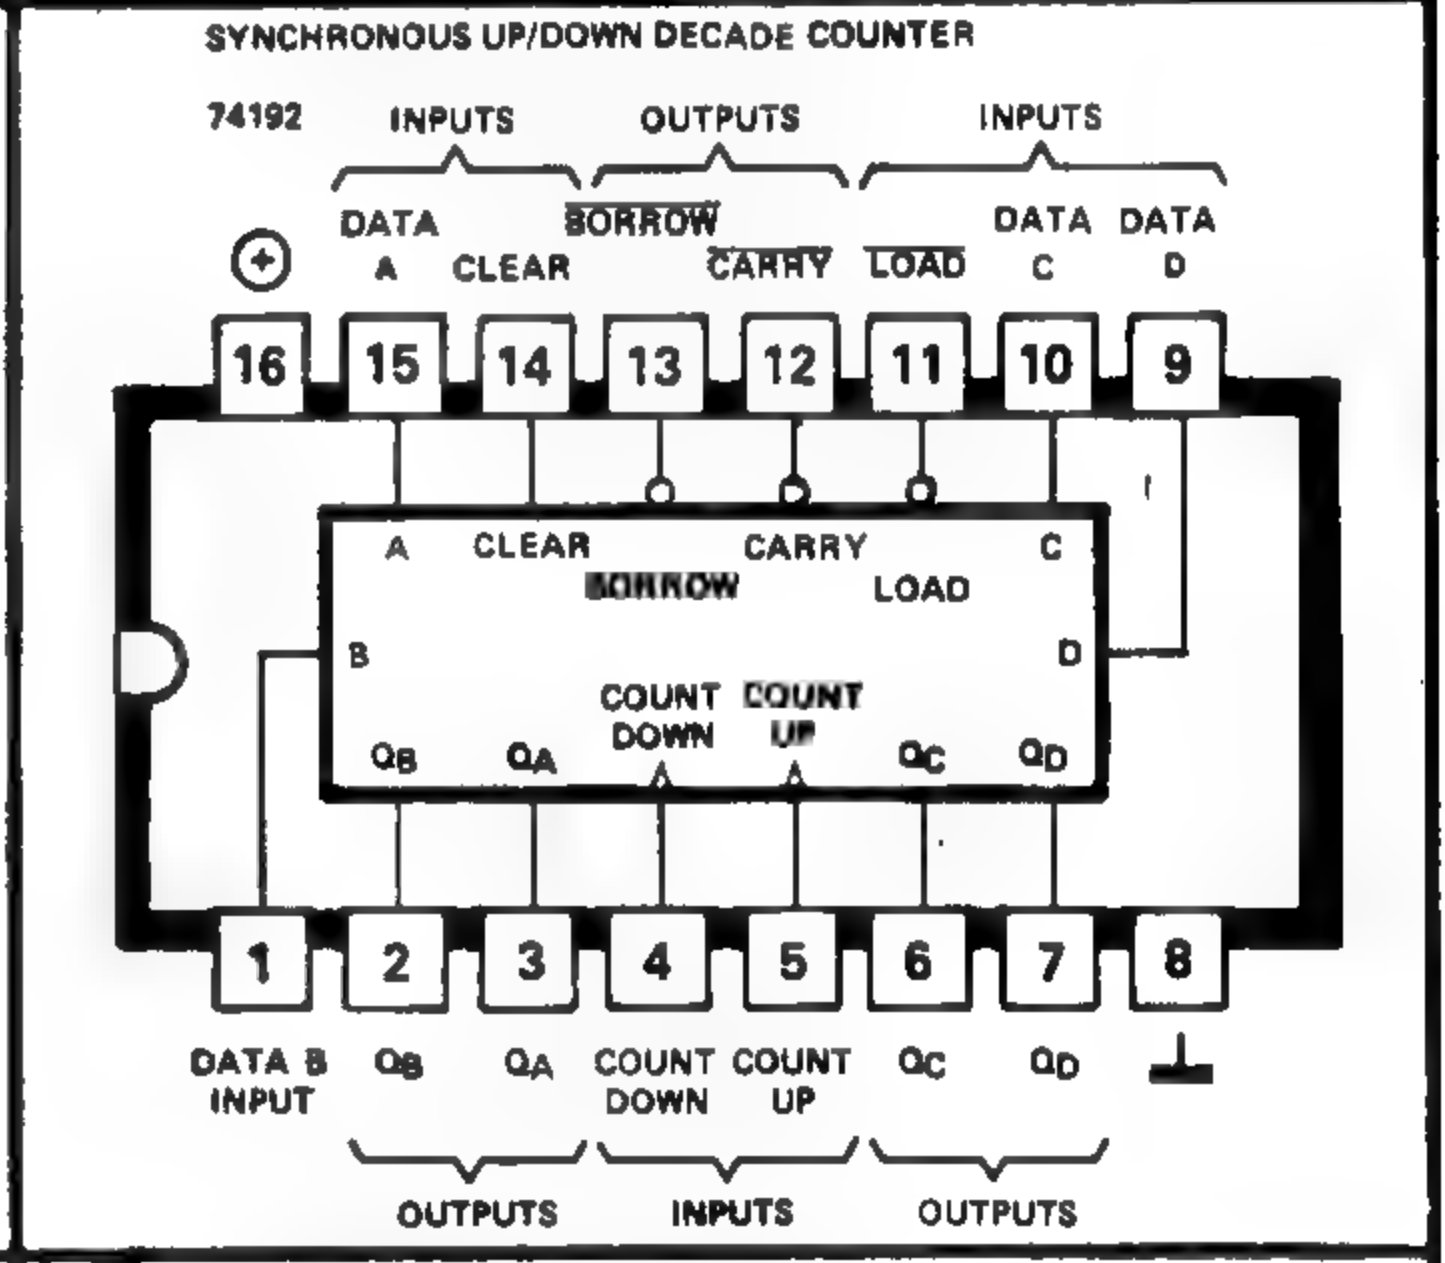 SYNCHRONOUS UP/DOWN DECADE COUNTER
74192 INPUTS OUTPUTS INPUTS
DATA BORROW DATA DATA
+ A CLEAR CARRY LOAD C D
16 15 14 13 12 11 10 9
A CLEAR CARRY C
BORROW LOAD
B D
COUNT COUNT
DOWN UP
QB QA QC QD
1 2 3 4 5 6 7 8
DATA B QB QA COUNT COUNT QC QD
INPUT DOWN UP
OUTPUTS INPUTS OUTPUTS